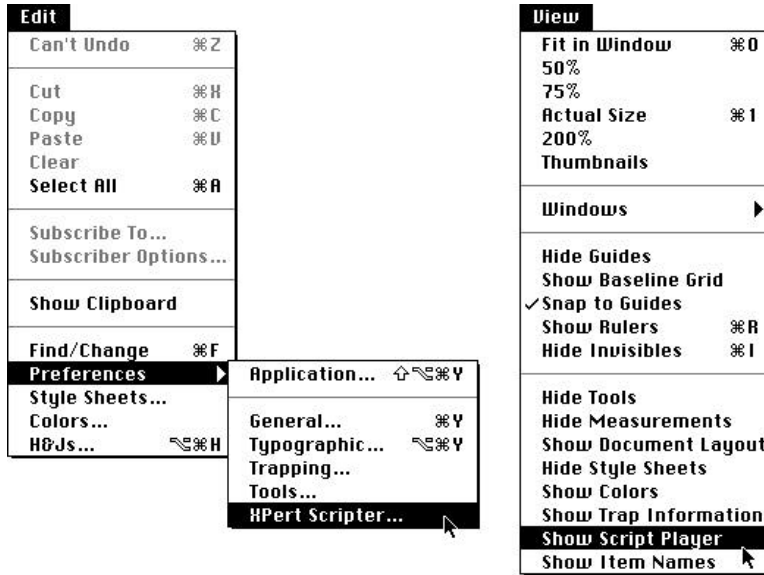 Edit
Can't Undo ⌘Z
Cut ⌘X
Copy ⌘C
Paste ⌘V
Clear
Select All ⌘A
Subscribe To...
Subscriber Options...
Show Clipboard
Find/Change ⌘F
Preferences
Style Sheets...
Colors...
H&Js... ⌥⌘H
Application... ⇧⌥⌘Y
General... ⌘Y
Typographic... ⌥⌘Y
Trapping...
Tools...
XPert Scripter...
View
Fit in Window ⌘0
50%
75%
Actual Size ⌘1
200%
Thumbnails
Windows
Hide Guides
Show Baseline Grid
✓Snap to Guides
Show Rulers ⌘R
Hide Invisibles ⌘I
Hide Tools
Hide Measurements
Show Document Layout
Hide Style Sheets
Show Colors
Show Trap Information
Show Script Player
Show Item Names